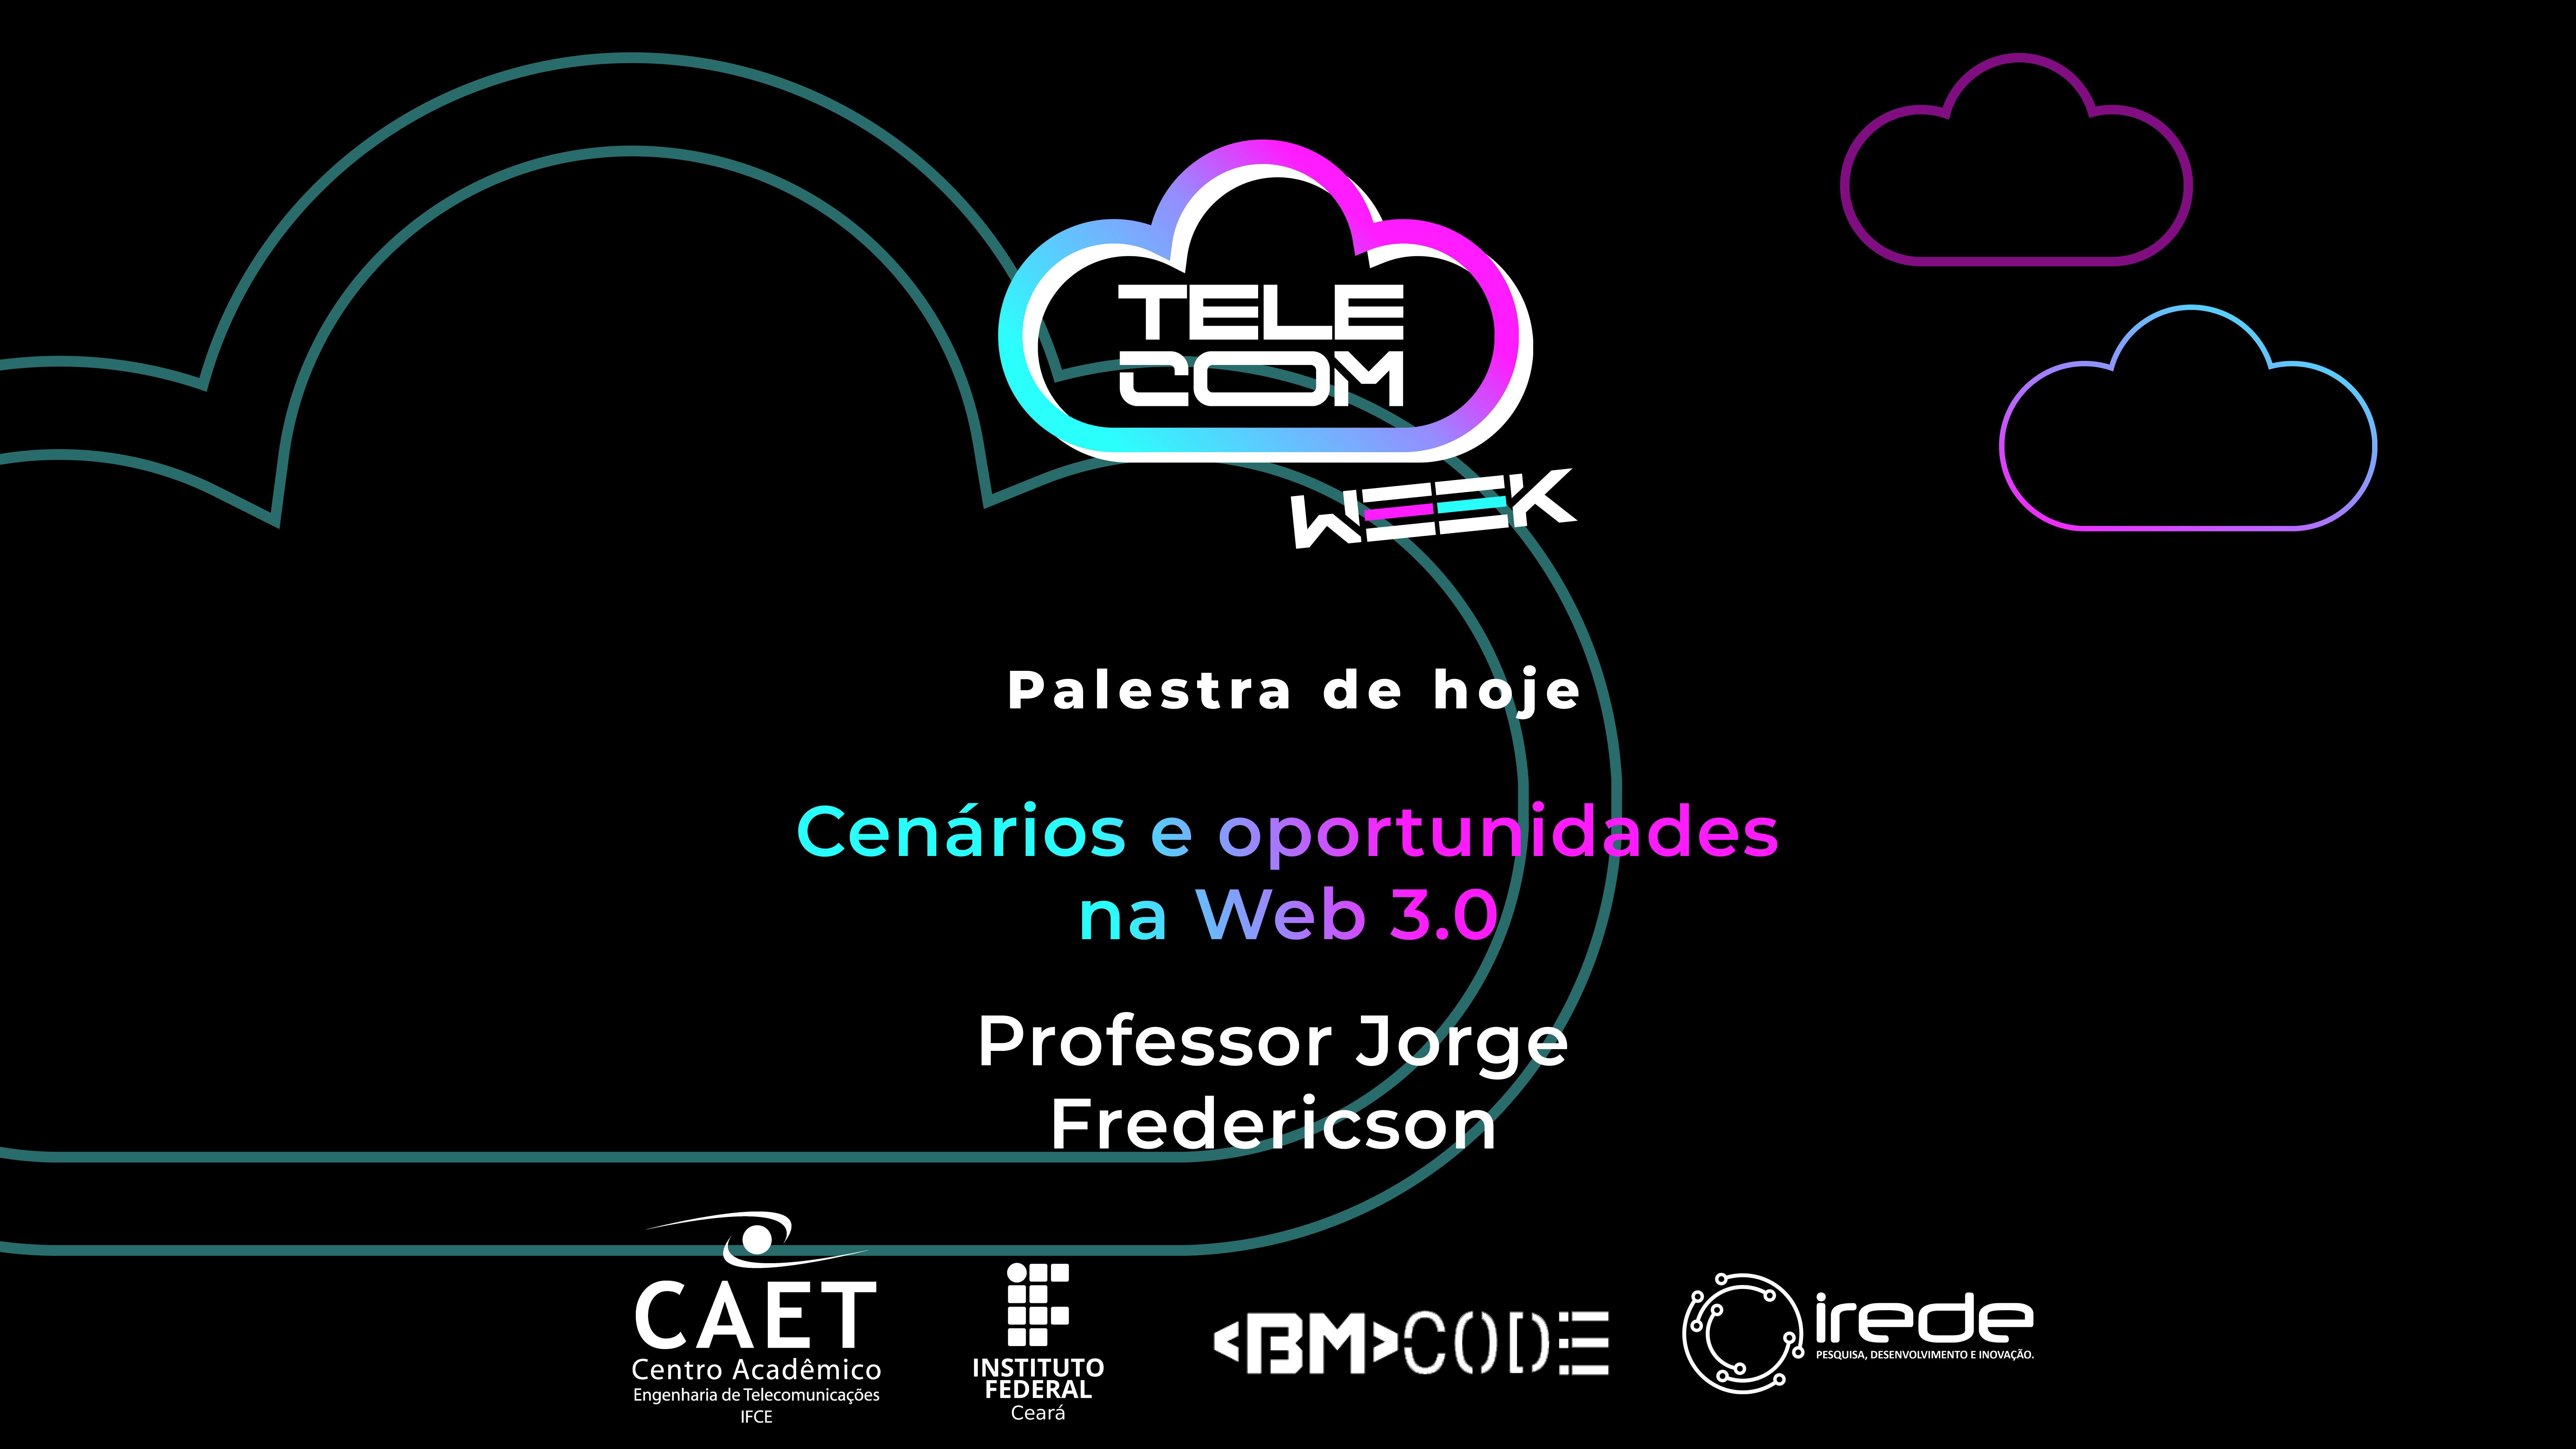 TELE
COM
WEEK
Palestra de hoje
Cenários e oportunidades
na Web 3.0
Professor Jorge
Fredericson
CAET
Centro Acadêmico
Engenharia de Telecomunicações
IFCE
INSTITUTO
FEDERAL
Ceará
<BM>CODE
irede
PESQUISA, DESENVOLVIMENTO E INOVAÇÃO.